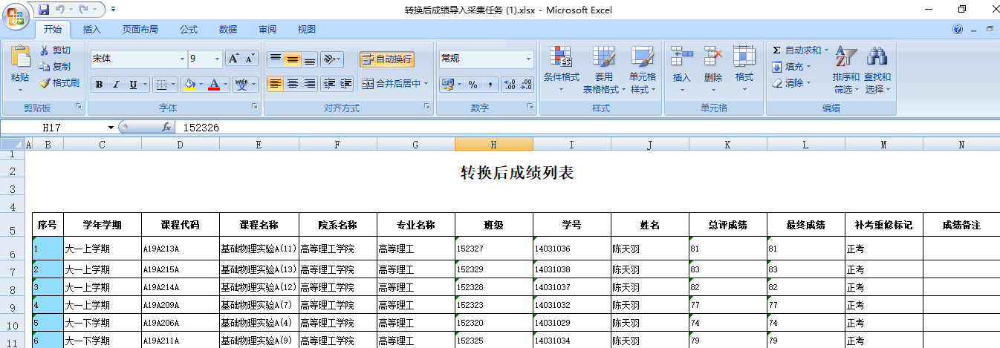 转换后成绩导入采集任务 (1).xlsx - Microsoft Excel
开始 插入 页面布局 公式 数据 审阅 视图
粘贴 剪切 复制 格式刷 剪贴板
宋体 9 A A B I U A wén 变 字体
自动换行 合并后居中 对齐方式
常规 % , .0 .00 .00 .0 数字
条件格式 套用表格格式 单元格样式 样式
插入 删除 格式 单元格
Σ 自动求和 填充 清除 排序和筛选 查找和选择 编辑
H17 fx 152326
A B C D E F G H I J K L M N
1
2 转换后成绩列表
3
4
5 序号 学年学期 课程代码 课程名称 院系名称 专业名称 班级 学号 姓名 总评成绩 最终成绩 补考重修标记 成绩备注
6 1 大一上学期 A19A213A 基础物理实验A(11) 高等理工学院 高等理工 152327 14031036 陈天羽 81 81 正考
7 2 大一上学期 A19A215A 基础物理实验A(13) 高等理工学院 高等理工 152329 14031038 陈天羽 83 83 正考
8 3 大一上学期 A19A214A 基础物理实验A(12) 高等理工学院 高等理工 152328 14031037 陈天羽 82 82 正考
9 4 大一上学期 A19A209A 基础物理实验A(7) 高等理工学院 高等理工 152323 14031032 陈天羽 77 77 正考
10 5 大一下学期 A19A206A 基础物理实验A(4) 高等理工学院 高等理工 152320 14031029 陈天羽 74 74 正考
11 6 大一下学期 A19A211A 基础物理实验A(9) 高等理工学院 高等理工 152325 14031034 陈天羽 79 79 正考